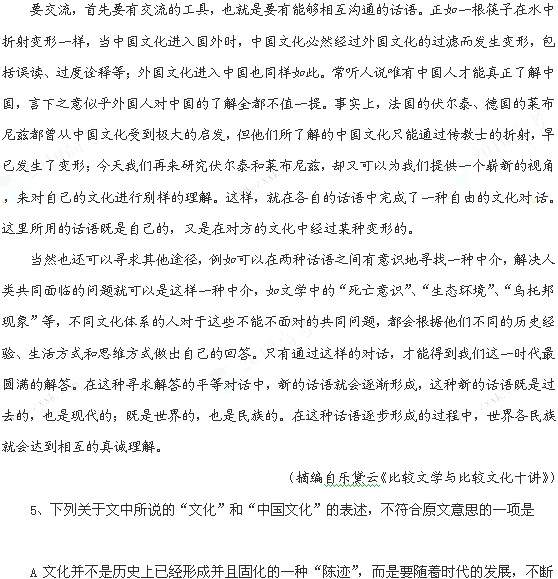 要交流，首先要有交流的工具，也就是要有能够相互沟通的话语。正如一根筷子在水中
折射变形一样，当中国文化进入国外时，中国文化必然经过外国文化的过滤而发生变形，包
括误读、过度诠释等；外国文化进入中国也同样如此。常听人说唯有中国人才能真正了解中
国，言下之意似乎外国人对中国的了解全都不值一提。事实上，法国的伏尔泰、德国的莱布
尼兹都曾从中国文化受到极大的启发，但他们所了解的中国文化只能通过传教士的折射，早
已发生了变形；今天我们再来研究伏尔泰和莱布尼兹，却又可以为我们提供一个崭新的视角
，来对自己的文化进行别样的理解。这样，就在各自的话语中完成了一种自由的文化对话。
这里所用的话语既是自己的，又是在对方的文化中经过某种变形的。
当然也还可以寻求其他途径，例如可以在两种话语之间有意识地寻找一种中介，解决人
类共同面临的问题就可以是这样一种中介，如文学中的“死亡意识”、“生态环境”、“乌托邦
现象”等，不同文化体系的人对于这些不能不面对的共同问题，都会根据他们不同的历史经
验、生活方式和思维方式做出自己的回答。只有通过这样的对话，才能得到我们这一时代最
圆满的解答。在这种寻求解答的平等对话中，新的话语就会逐渐形成，这种新的话语既是过
去的，也是现代的；既是世界的，也是民族的。在这种话语逐步形成的过程中，世界各民族
就会达到相互的真诚理解。
（摘编自乐黛云《比较文学与比较文化十讲》）
5、下列关于文中所说的“文化”和“中国文化”的表述，不符合原文意思的一项是
A 文化并不是历史上已经形成并且固化的一种“陈迹”，而是要随着时代的发展，不断